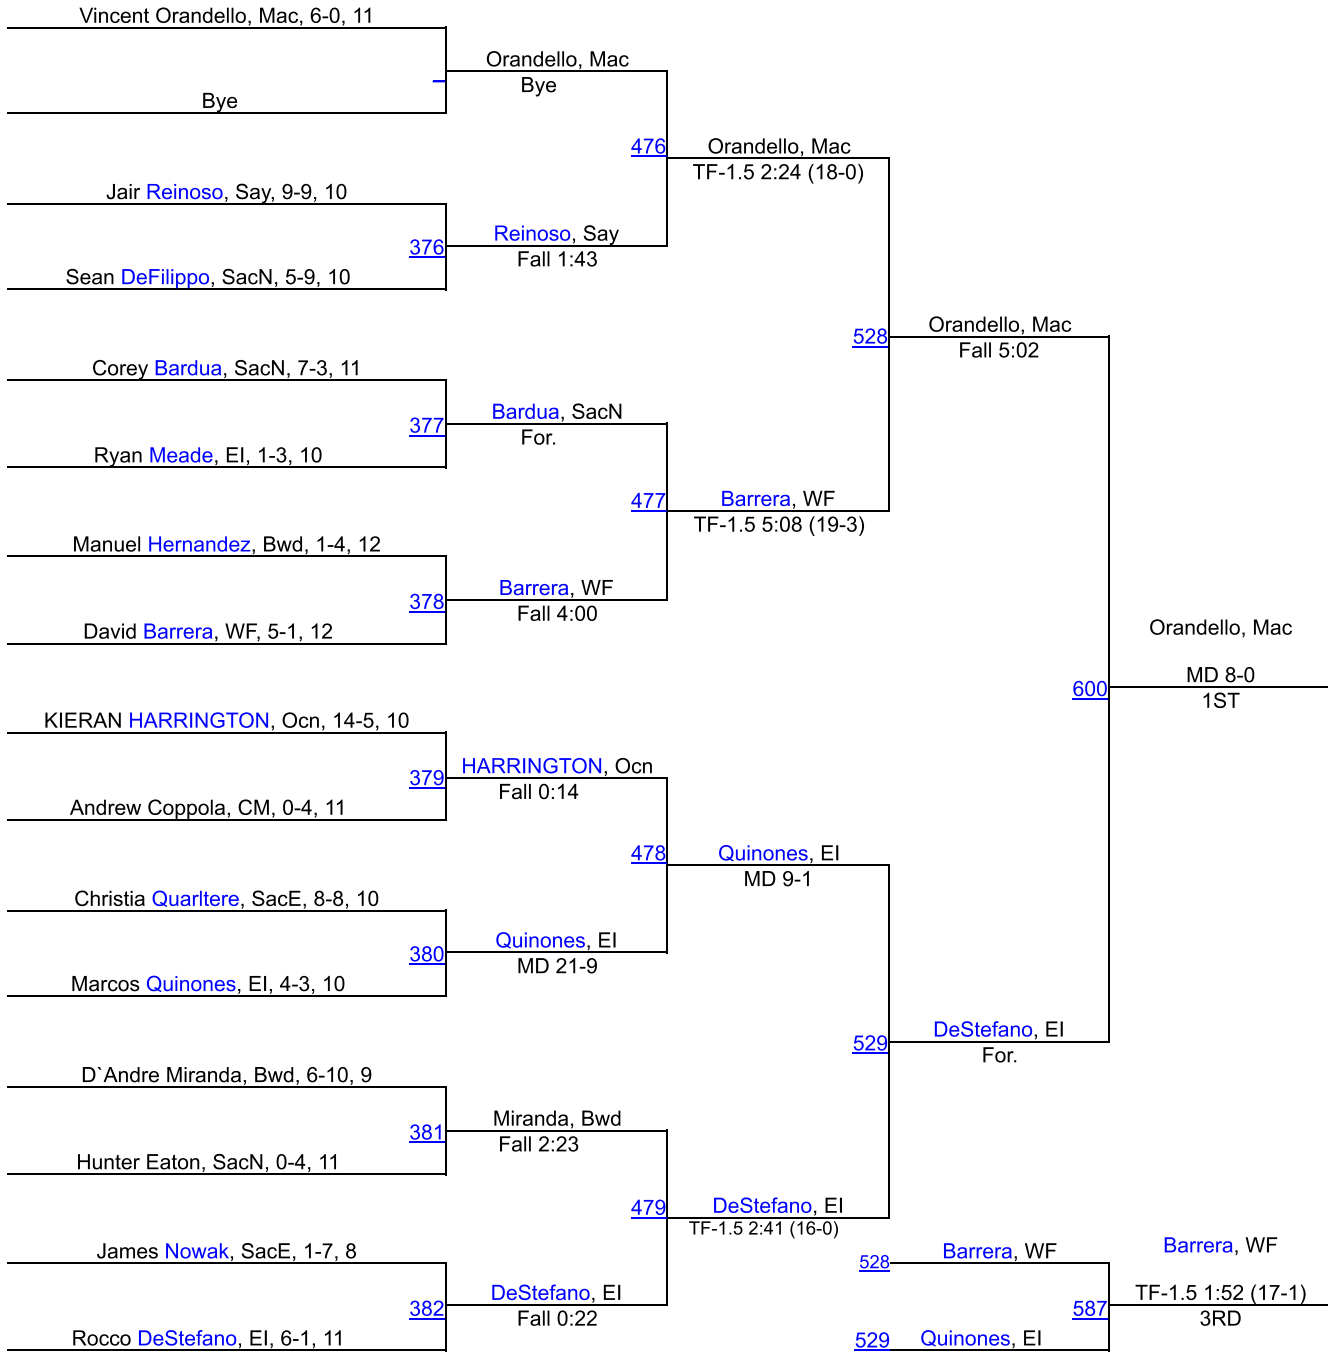 Vincent Orandello, Mac, 6-0, 11
Orandello, Mac
Bye
Bye
476
Orandello, Mac
TF-1.5 2:24 (18-0)
Jair Reinoso, Say, 9-9, 10
376
Reinoso, Say
Fall 1:43
Sean DeFilippo, SacN, 5-9, 10
528
Orandello, Mac
Fall 5:02
Corey Bardua, SacN, 7-3, 11
377
Bardua, SacN
For.
Ryan Meade, EI, 1-3, 10
477
Barrera, WF
TF-1.5 5:08 (19-3)
Manuel Hernandez, Bwd, 1-4, 12
378
Barrera, WF
Fall 4:00
David Barrera, WF, 5-1, 12
Orandello, Mac
600
MD 8-0
1ST
KIERAN HARRINGTON, Ocn, 14-5, 10
379
HARRINGTON, Ocn
Fall 0:14
Andrew Coppola, CM, 0-4, 11
478
Quinones, EI
MD 9-1
Christia Quarltere, SacE, 8-8, 10
380
Quinones, EI
MD 21-9
Marcos Quinones, EI, 4-3, 10
529
DeStefano, EI
For.
D`Andre Miranda, Bwd, 6-10, 9
381
Miranda, Bwd
Fall 2:23
Hunter Eaton, SacN, 0-4, 11
479
DeStefano, EI
TF-1.5 2:41 (16-0)
James Nowak, SacE, 1-7, 8
382
DeStefano, EI
Fall 0:22
Rocco DeStefano, EI, 6-1, 11
528
Barrera, WF
Barrera, WF
587
TF-1.5 1:52 (17-1)
3RD
529
Quinones, EI